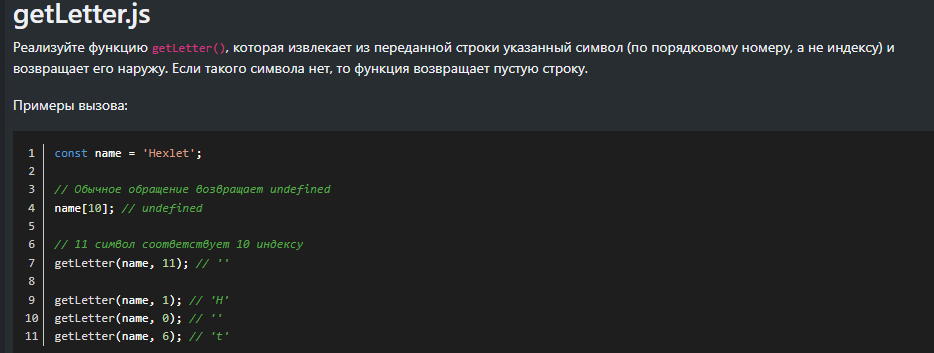 getLetter.js
Реализуйте функцию getLetter(), которая извлекает из переданной строки указанный символ (по порядковому номеру, а не индексу) и
возвращает его наружу. Если такого символа нет, то функция возвращает пустую строку.
Примеры вызова:
1 const name = 'Hexlet';
2
3 // Обычное обращение возвращает undefined
4 name[10]; // undefined
5
6 // 11 символ соответствует 10 индексу
7 getLetter(name, 11); // ''
8
9 getLetter(name, 1); // 'H'
10 getLetter(name, 0); // ''
11 getLetter(name, 6); // 't'